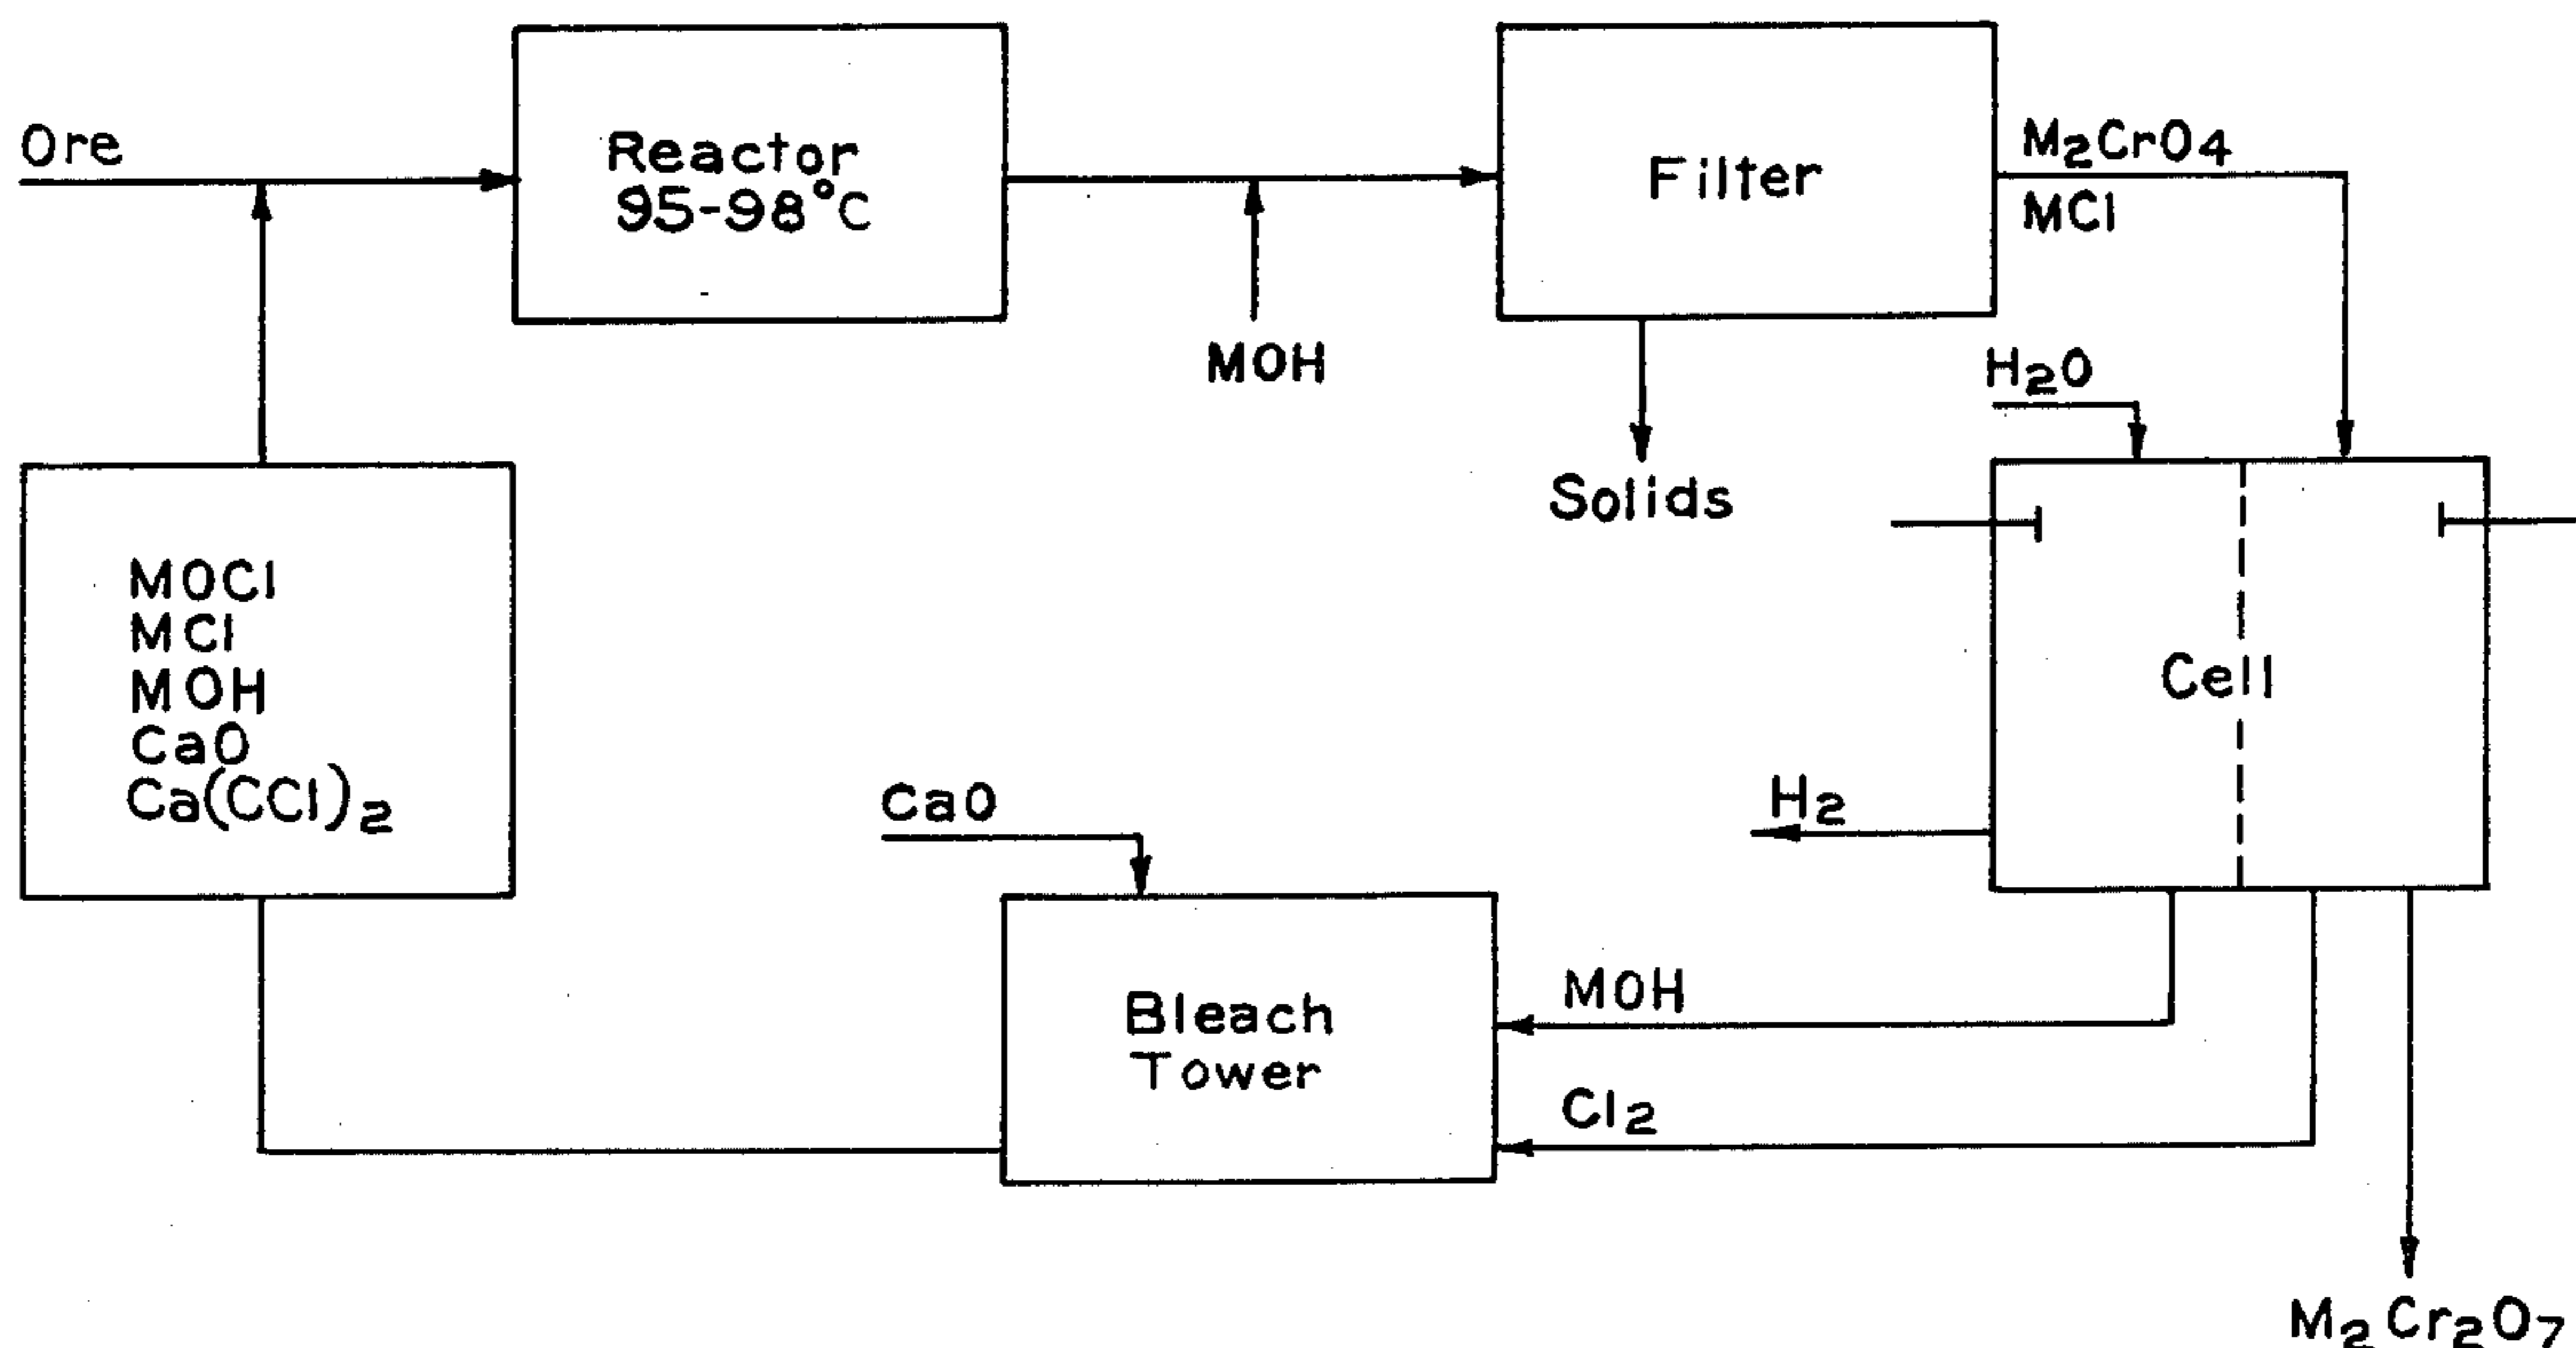 Ore
Reactor
95-98°C
MOH
Filter
Solids
M₂CrO₄
MCl
H₂O
Cell
H₂
MOCl
MCl
MOH
CaO
Ca(CCl)₂
CaO
Bleach
Tower
MOH
Cl₂
M₂Cr₂O₇